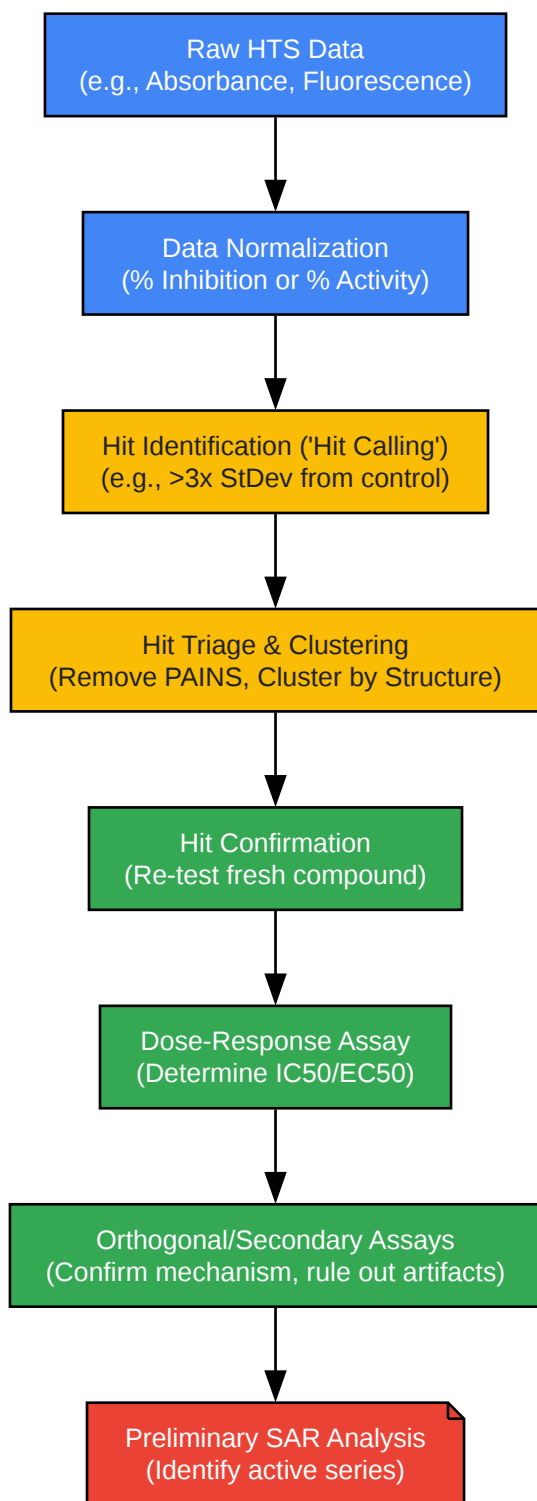 Raw HTS Data
(e.g., Absorbance, Fluorescence)
Data Normalization
(% Inhibition or % Activity)
Hit Identification ('Hit Calling')
(e.g., >3x StDev from control)
Hit Triage & Clustering
(Remove PAINS, Cluster by Structure)
Hit Confirmation
(Re-test fresh compound)
Dose-Response Assay
(Determine IC50/EC50)
Orthogonal/Secondary Assays
(Confirm mechanism, rule out artifacts)
Preliminary SAR Analysis
(Identify active series)